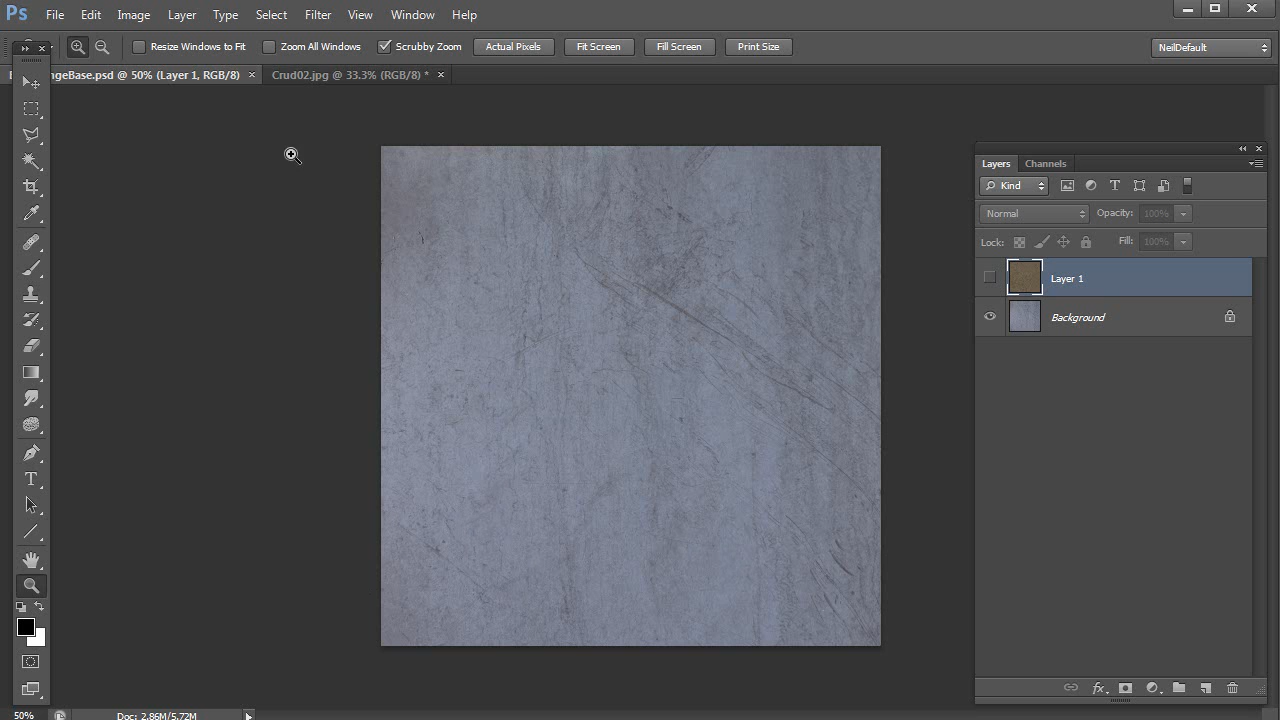 Ps File Edit Image Layer Type Select Filter View Window Help
Resize Windows to Fit Zoom All Windows Scrubby Zoom Actual Pixels Fit Screen Fill Screen Print Size NeilDefault
ngeBase.psd @ 50% (Layer 1, RGB/8) × Crud02.jpg @ 33.3% (RGB/8) * ×
Layers Channels
Kind T
Normal Opacity: 100%
Lock: Fill: 100%
Layer 1
Background
T
fx
50% Doc: 2.86M/5.72M